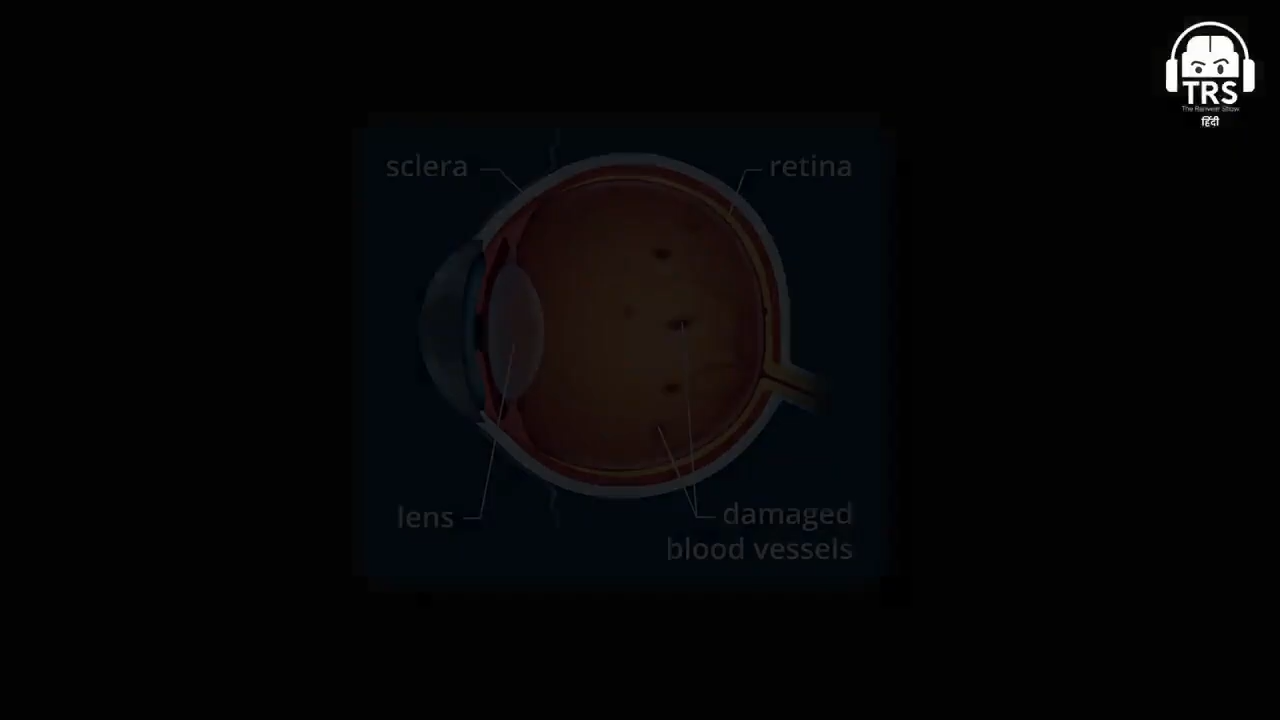 TRS
The Ranveer Show
हिंदी
sclera
retina
lens
damaged
blood vessels